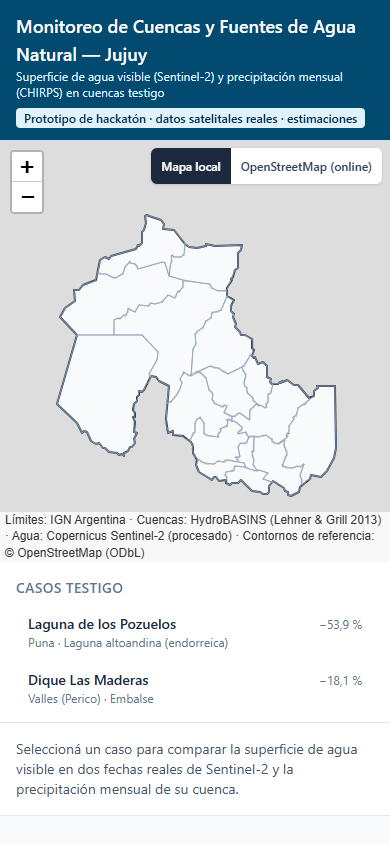 Monitoreo de Cuencas y Fuentes de Agua
Natural — Jujuy
Superficie de agua visible (Sentinel-2) y precipitación mensual
(CHIRPS) en cuencas testigo
Prototipo de hackatón · datos satelitales reales · estimaciones
+
−
Mapa local
OpenStreetMap (online)
Límites: IGN Argentina · Cuencas: HydroBASINS (Lehner & Grill 2013)
· Agua: Copernicus Sentinel-2 (procesado) · Contornos de referencia:
© OpenStreetMap (ODbL)
CASOS TESTIGO
Laguna de los Pozuelos
−53,9 %
Puna · Laguna altoandina (endorreica)
Dique Las Maderas
−18,1 %
Valles (Perico) · Embalse
Seleccioná un caso para comparar la superficie de agua
visible en dos fechas reales de Sentinel-2 y la
precipitación mensual de su cuenca.